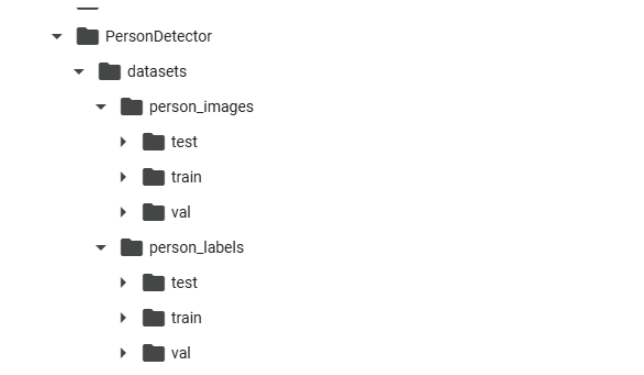 PersonDetector
datasets
person_images
test
train
val
person_labels
test
train
val